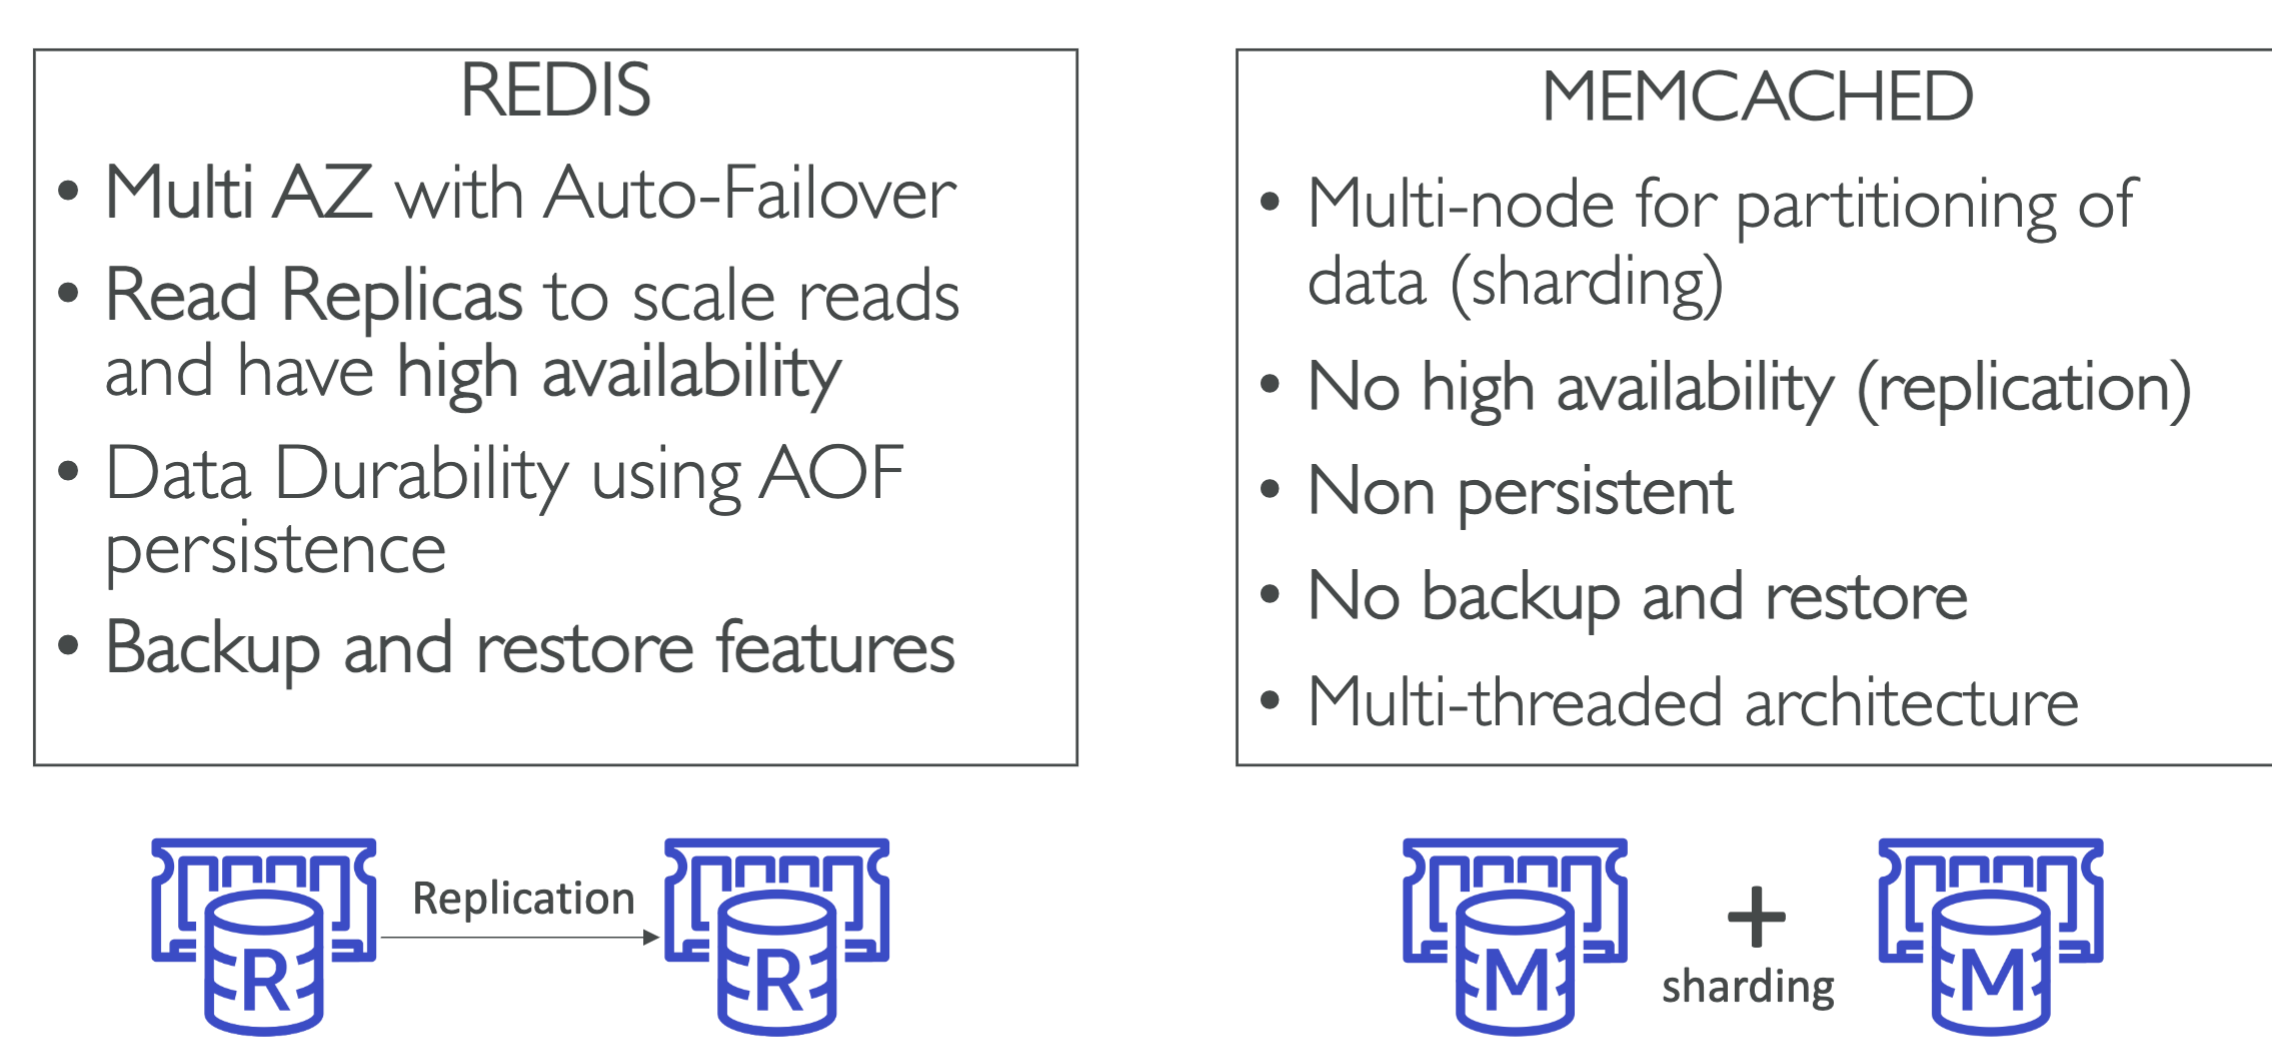 REDIS
• Multi AZ with Auto-Failover
• Read Replicas to scale reads
and have high availability
• Data Durability using AOF
persistence
• Backup and restore features
MEMCACHED
• Multi-node for partitioning of
data (sharding)
• No high availability (replication)
• Non persistent
• No backup and restore
• Multi-threaded architecture
R
Replication
R
M
+
sharding
M